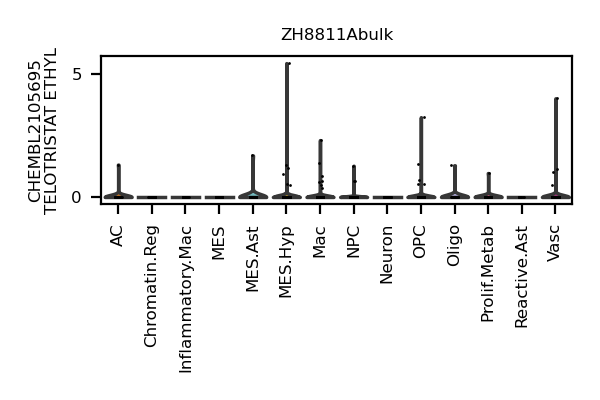 ZH8811Abulk
CHEMBL2105695
TELOTRISTAT ETHYL
5
0
AC
Chromatin.Reg
Inflammatory.Mac
MES
MES.Ast
MES.Hyp
Mac
NPC
Neuron
OPC
Oligo
Prolif.Metab
Reactive.Ast
Vasc